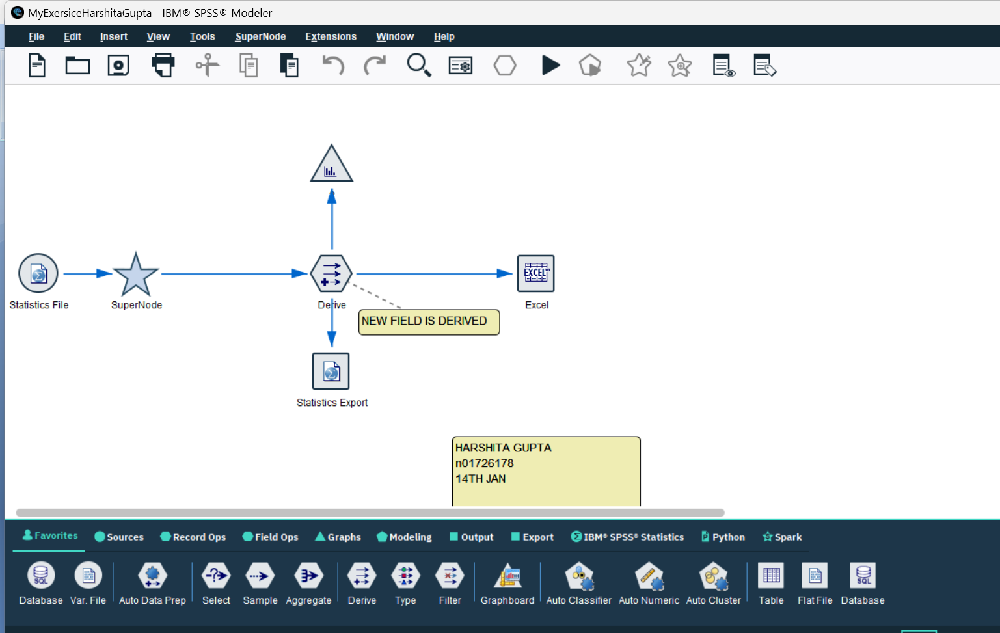 MyExersiceHarshitaGupta - IBM® SPSS® Modeler
File Edit Insert View Tools SuperNode Extensions Window Help
Statistics File
SuperNode
Derive
EXCEL™
Excel
NEW FIELD IS DERIVED
Statistics Export
HARSHITA GUPTA
n01726178
14TH JAN
Favorites Sources Record Ops Field Ops Graphs Modeling Output Export IBM® SPSS® Statistics Python Spark
SQL SQL
Database Var. File Auto Data Prep Select Sample Aggregate Derive Type Filter Graphboard Auto Classifier Auto Numeric Auto Cluster Table Flat File Database